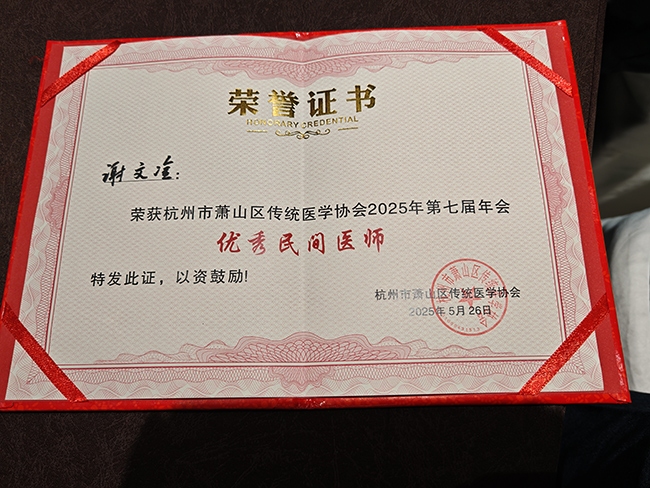 荣誉证书
HONORARY CREDENTIAL
谢文淦：
荣获杭州市萧山区传统医学协会2025年第七届年会
优秀民间医师
特发此证，以资鼓励!
杭州市萧山区传统医学协会
2025年5月26日